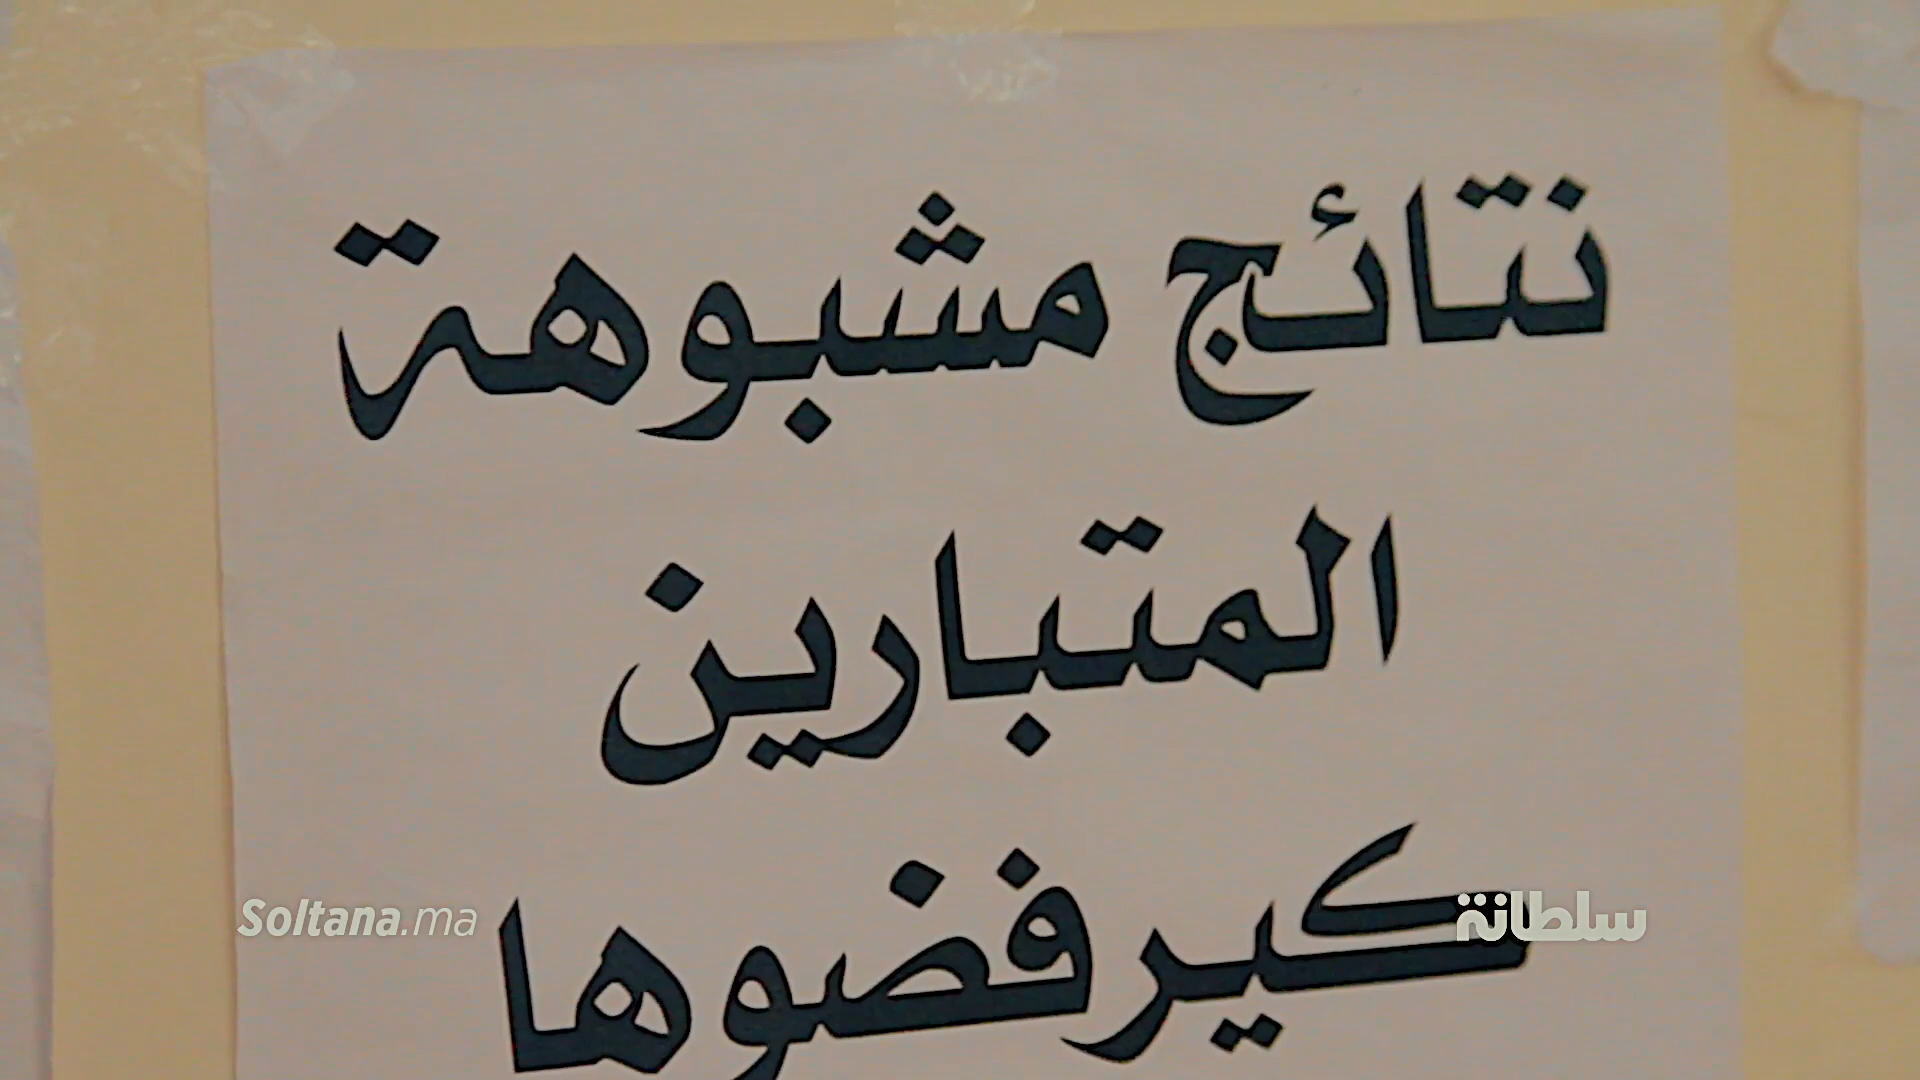 نتائج مشبوهة
المتبارين
كيرفضوها
Soltana.ma
سلطانة